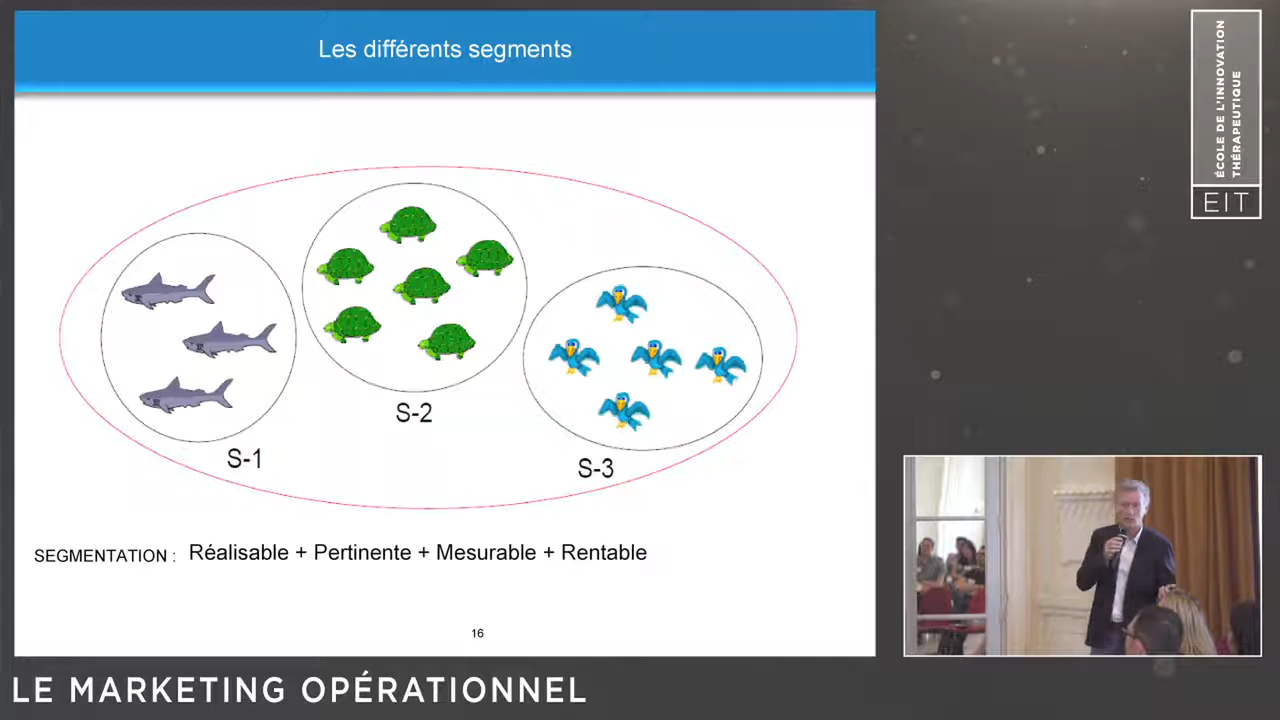 Les différents segments
ÉCOLE DE L'INNOVATION
THÉRAPEUTIQUE
EIT
S-1
S-2
S-3
SEGMENTATION : Réalisable + Pertinente + Mesurable + Rentable
16
LE MARKETING OPÉRATIONNEL